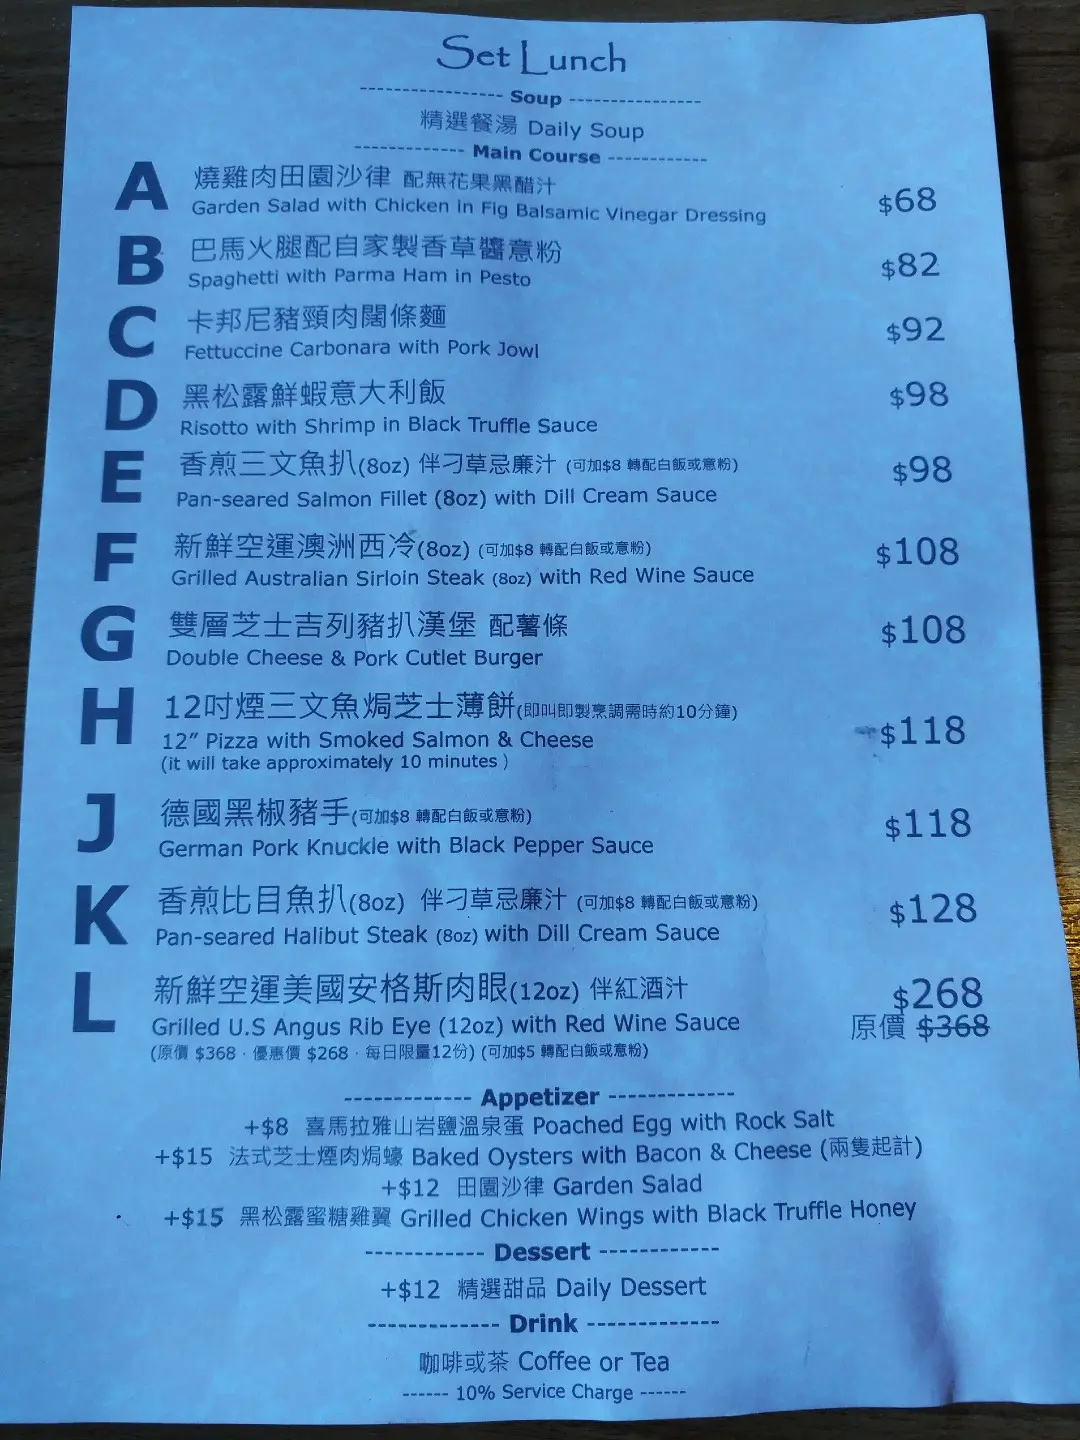 Set Lunch
---------------- Soup ---------------
精選餐湯 Daily Soup
------------ Main Course ------------
A 燒雞肉田園沙律 配無花果黑醋汁 $68
Garden Salad with Chicken in Fig Balsamic Vinegar Dressing
B 巴馬火腿配自家製香草醬意粉 $82
Spaghetti with Parma Ham in Pesto
C 卡邦尼豬頸肉闊條麵 $92
Fettuccine Carbonara with Pork Jowl
D 黑松露鮮蝦意大利飯 $98
Risotto with Shrimp in Black Truffle Sauce
E 香煎三文魚扒(8oz) 伴刁草忌廉汁 (可加$8 轉配白飯或意粉) $98
Pan-seared Salmon Fillet (8oz) with Dill Cream Sauce
F 新鮮空運澳洲西冷(8oz) (可加$8 轉配白飯或意粉) $108
Grilled Australian Sirloin Steak (8oz) with Red Wine Sauce
G 雙層芝士吉列豬扒漢堡 配薯條 $108
Double Cheese & Pork Cutlet Burger
H 12吋煙三文魚焗芝士薄餅(即叫即製烹調需時約10分鐘) $118
12” Pizza with Smoked Salmon & Cheese
(it will take approximately 10 minutes )
J 德國黑椒豬手(可加$8 轉配白飯或意粉) $118
German Pork Knuckle with Black Pepper Sauce
K 香煎比目魚扒(8oz) 伴刁草忌廉汁 (可加$8 轉配白飯或意粉) $128
Pan-seared Halibut Steak (8oz) with Dill Cream Sauce
L 新鮮空運美國安格斯肉眼(12oz) 伴紅酒汁 $268
Grilled U.S Angus Rib Eye (12oz) with Red Wine Sauce 原價 $368
(原價 $368 · 優惠價 $268 · 每日限量12份) (可加$5 轉配白飯或意粉)
------------- Appetizer -------------
+$8 喜馬拉雅山岩鹽溫泉蛋 Poached Egg with Rock Salt
+$15 法式芝士煙肉焗蠔 Baked Oysters with Bacon & Cheese (兩隻起計)
+$12 田園沙律 Garden Salad
+$15 黑松露蜜糖雞翼 Grilled Chicken Wings with Black Truffle Honey
------------ Dessert ------------
+$12 精選甜品 Daily Dessert
------------- Drink -------------
咖啡或茶 Coffee or Tea
------ 10% Service Charge ------